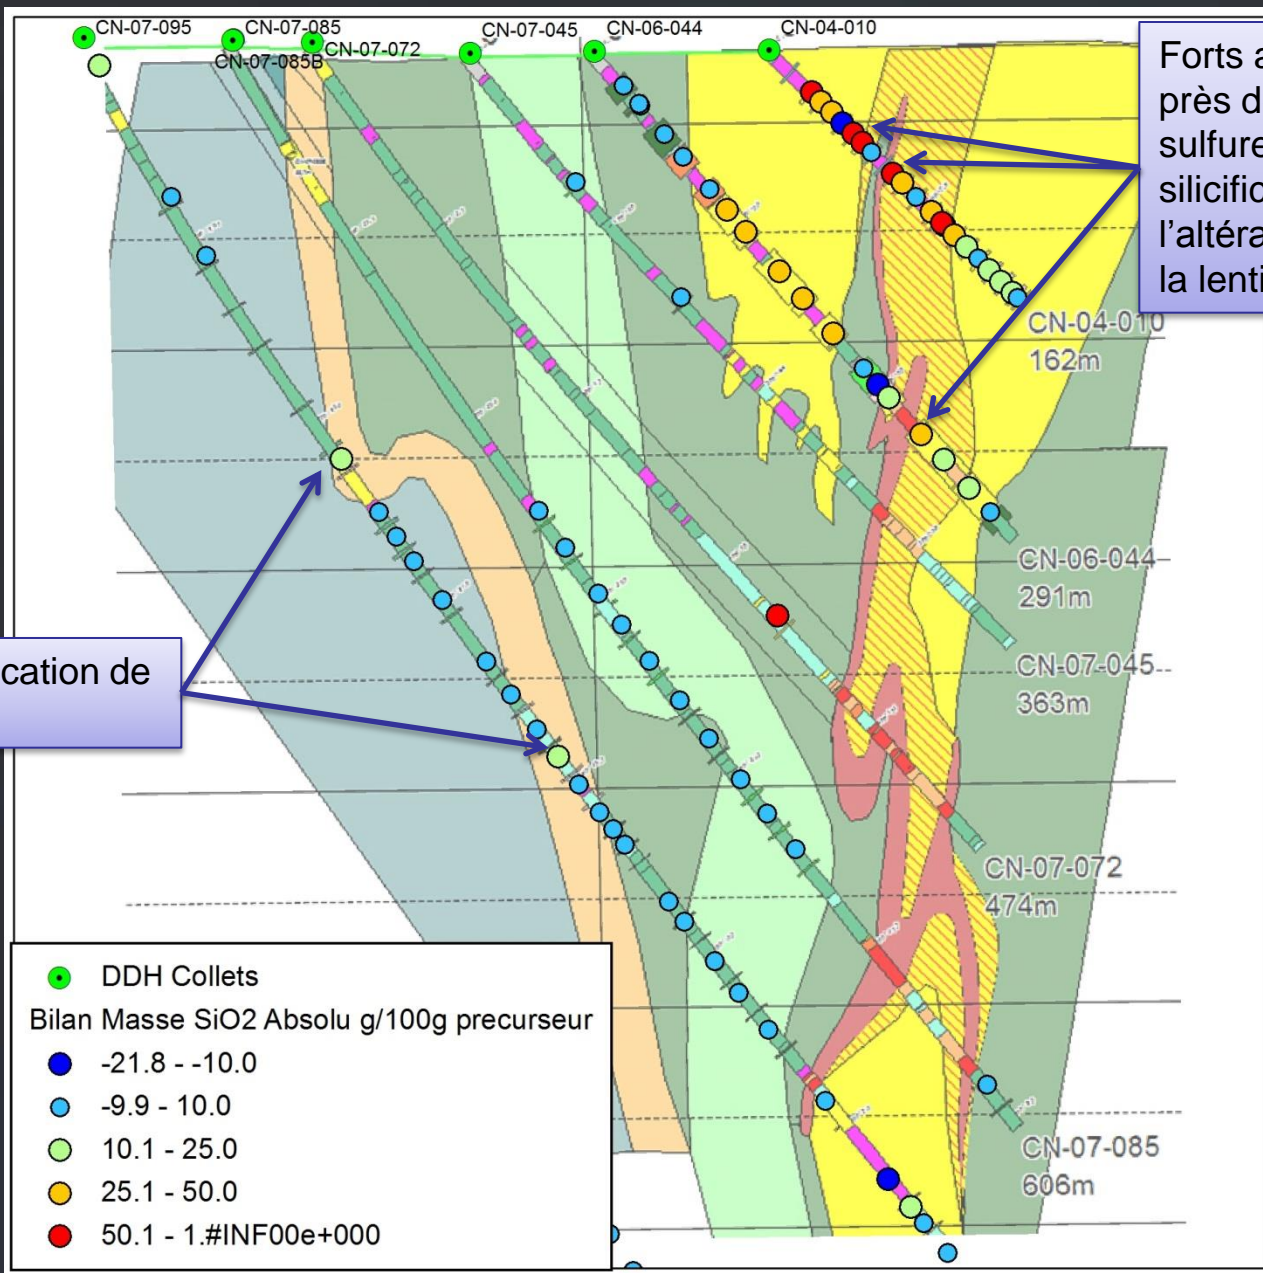 CN-07-095
CN-07-085
CN-07-085B
CN-07-072
CN-07-045
CN-06-044
CN-04-010
Forts a
près d
sulfure
silicific
l'altéra
la lenti
CN-04-010
162m
CN-06-044
291m
CN-07-045
363m
cation de
CN-07-072
474m
CN-07-085
606m
DDH Collets
Bilan Masse SiO2 Absolu g/100g precurseur
-21.8 - -10.0
-9.9 - 10.0
10.1 - 25.0
25.1 - 50.0
50.1 - 1.#INF00e+000